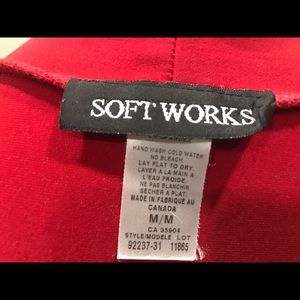 SOFT WORKS
HAND WASH COLD WATER
NO BLEACH.
LAY FLAT TO DRY
LAVER A LA MAIN A
L'EAU FROIDE.
NE PAS BLANCHIR
SÉCHER A PLAT.
MADE IN/FABRIQUE AU
CANADA
M/M
CA 35904
STYLE/MODELE LOT
92237-31 11865